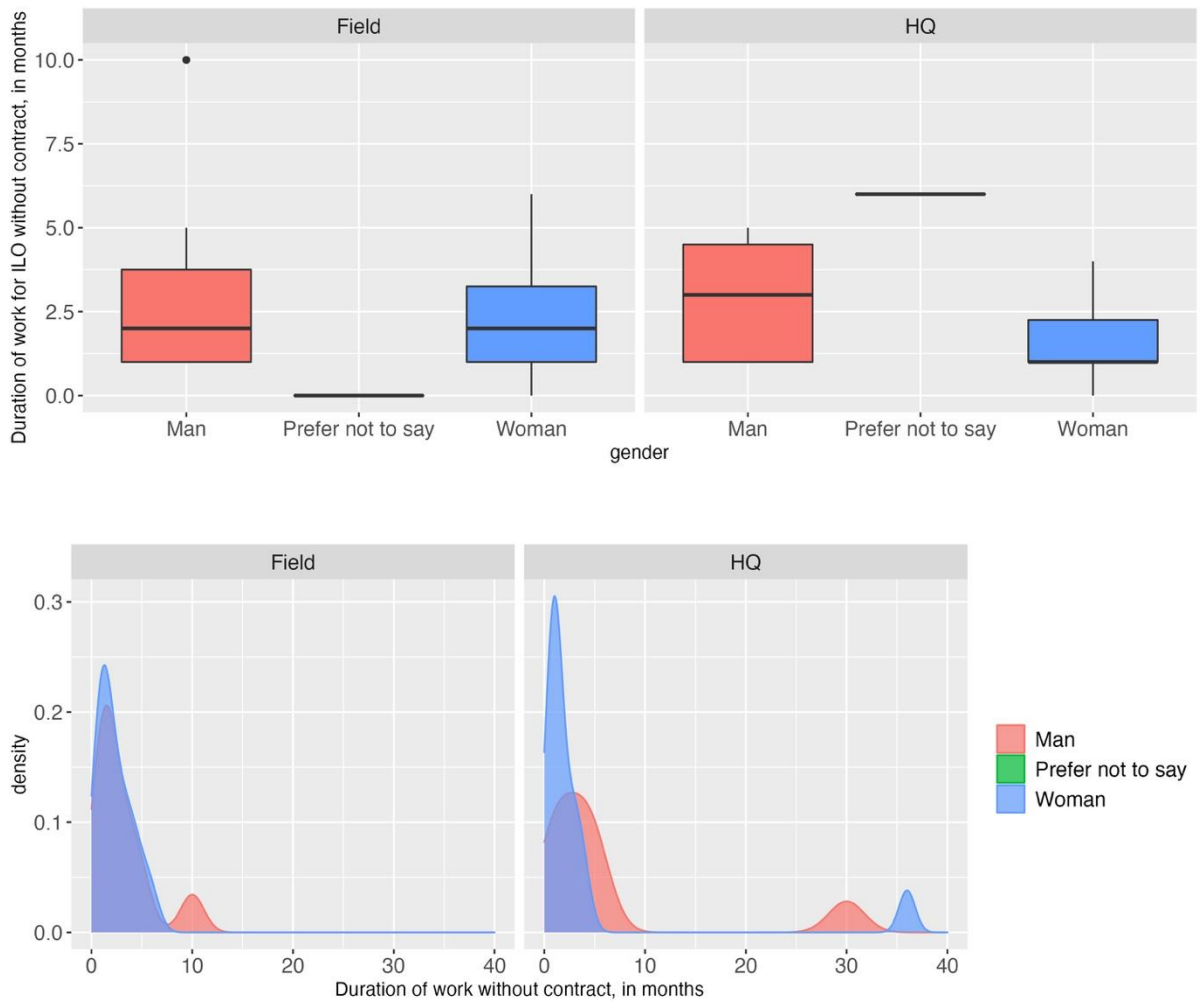 Field HQ
Duration of work for ILO without contract, in months
10.0
7.5
5.0
2.5
0.0
Man Prefer not to say Woman Man Prefer not to say Woman
gender
Field HQ
density
0.3
0.2
0.1
0.0
0 10 20 30 40 0 10 20 30 40
Duration of work without contract, in months
Man
Prefer not to say
Woman